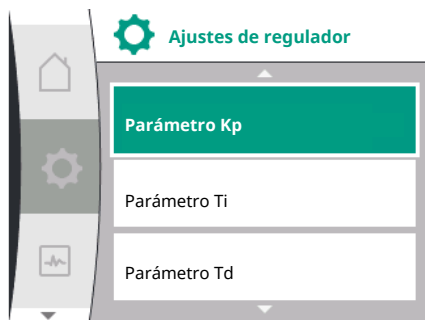 Ajustes de regulador
Parámetro Kp
Parámetro Ti
Parámetro Td